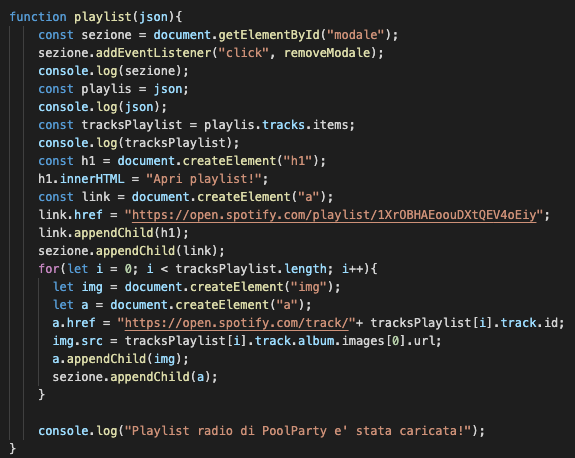 function playlist(json){
const sezione = document.getElementById("modale");
sezione.addEventListener("click", removeModale);
console.log(sezione);
const playlis = json;
console.log(json);
const tracksPlaylist = playlis.tracks.items;
console.log(tracksPlaylist);
const h1 = document.createElement("h1");
h1.innerHTML = "Apri playlist!";
const link = document.createElement("a");
link.href = "https://open.spotify.com/playlist/1XrOBHAEoouDXtQEV4oEiy";
link.appendChild(h1);
sezione.appendChild(link);
for(let i = 0; i < tracksPlaylist.length; i++){
let img = document.createElement("img");
let a = document.createElement("a");
a.href = "https://open.spotify.com/track/"+ tracksPlaylist[i].track.id;
img.src = tracksPlaylist[i].track.album.images[0].url;
a.appendChild(img);
sezione.appendChild(a);
}
console.log("Playlist radio di PoolParty e' stata caricata!");
}